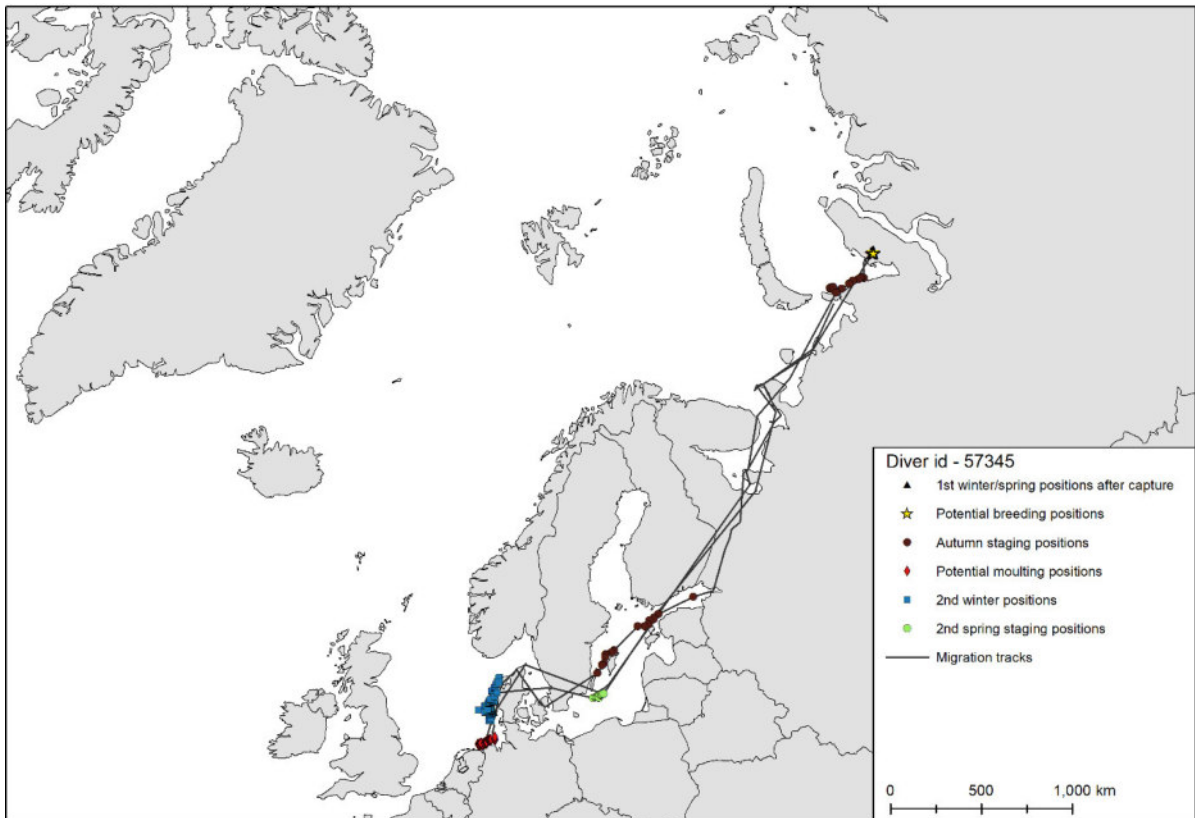 Diver id - 57345
1st winter/spring positions after capture
Potential breeding positions
Autumn staging positions
Potential moulting positions
2nd winter positions
2nd spring staging positions
Migration tracks
0 500 1,000 km